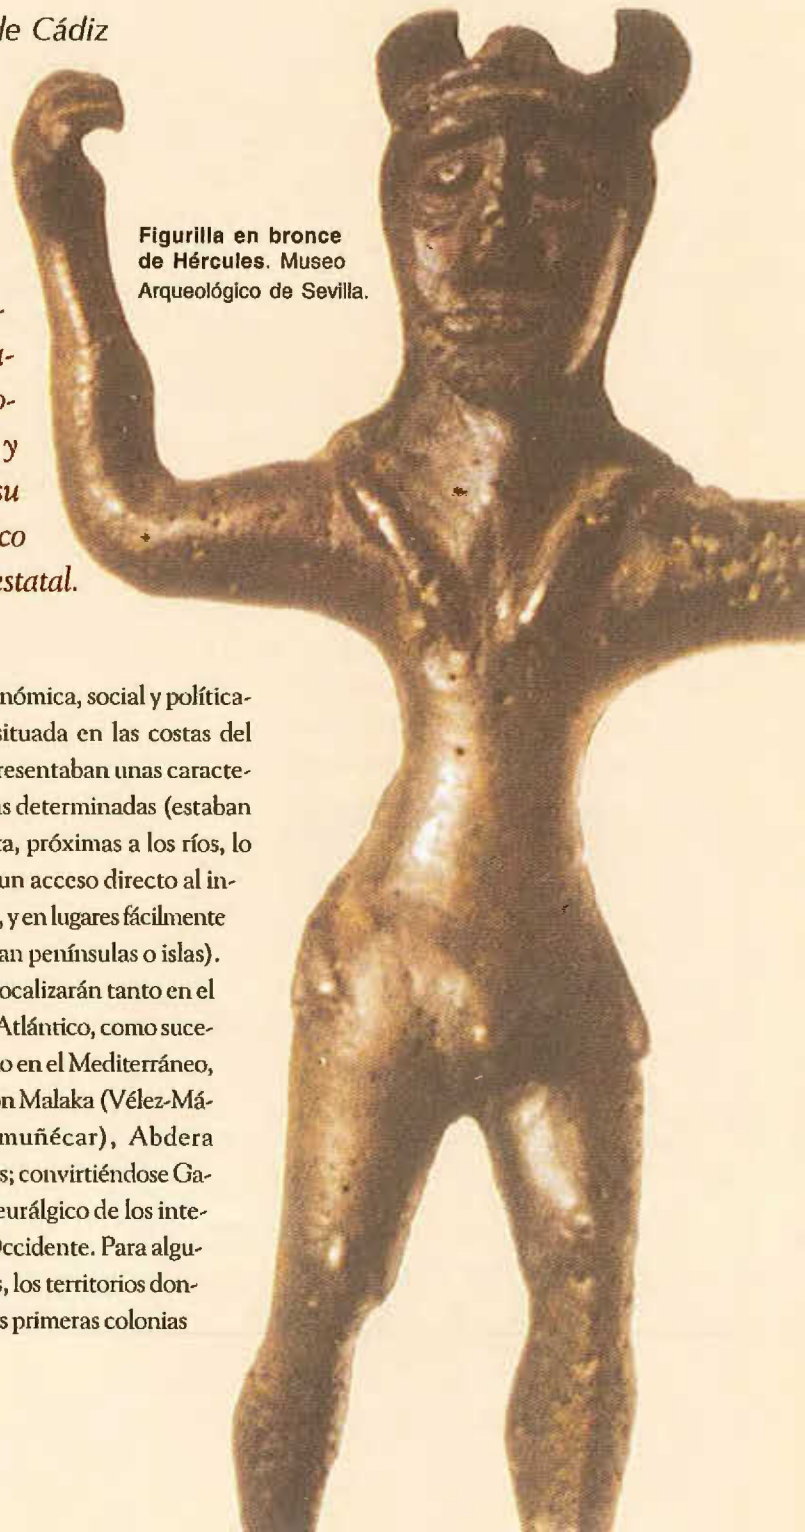 de Cádiz
Figurilla en bronce
de Hércules. Museo
Arqueológico de Sevilla.
-
a-
o-
y
su
co
estatal.
nómica, social y política-
situada en las costas del
resentaban unas caracte-
as determinadas (estaban
ta, próximas a los ríos, lo
un acceso directo al in-
, y en lugares fácilmente
an penínsulas o islas).
ocalizarán tanto en el
Atlántico, como suce-
o en el Mediterráneo,
on Malaka (Vélez-Má-
muñécar), Abdera
s; convirtiéndose Ga-
eurálgico de los inte-
Occidente. Para algu-
s, los territorios don-
s primeras colonias